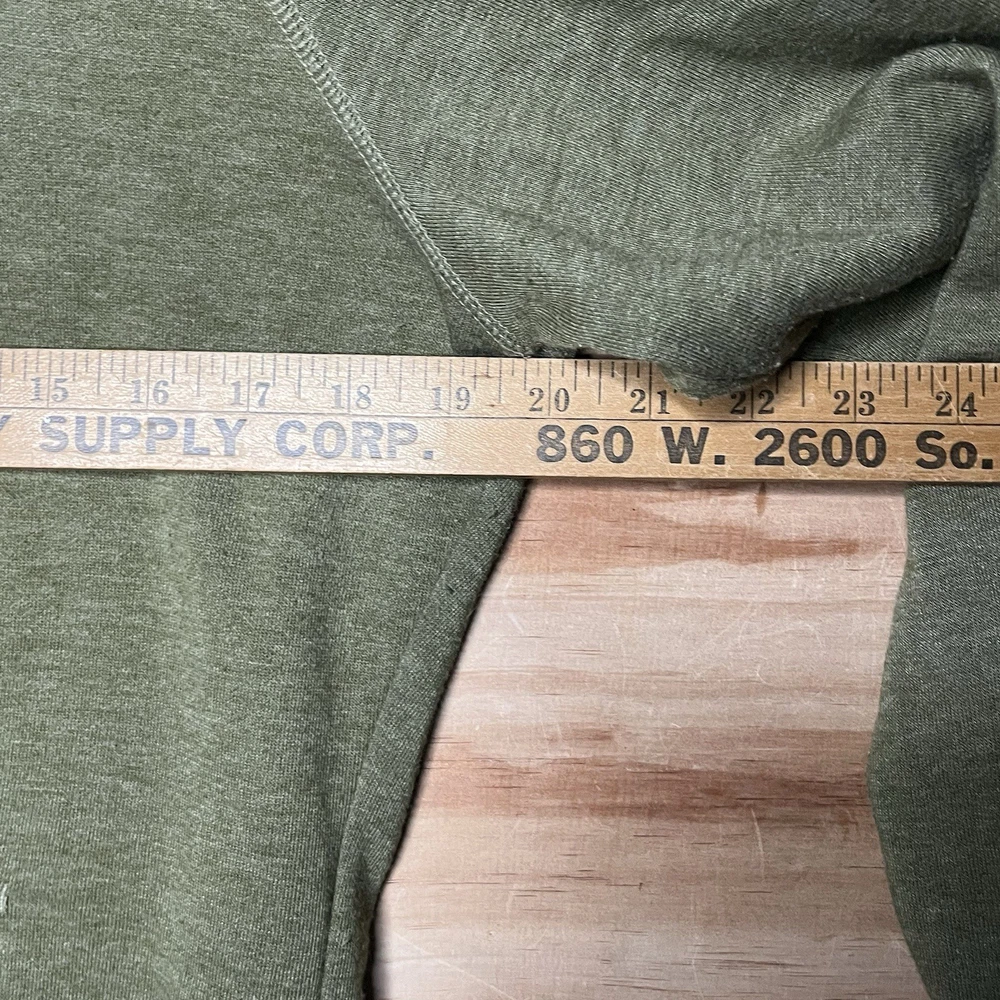 15 16 17 18 19 20 21 22 23 24
SUPPLY CORP. 860 W. 2600 So.